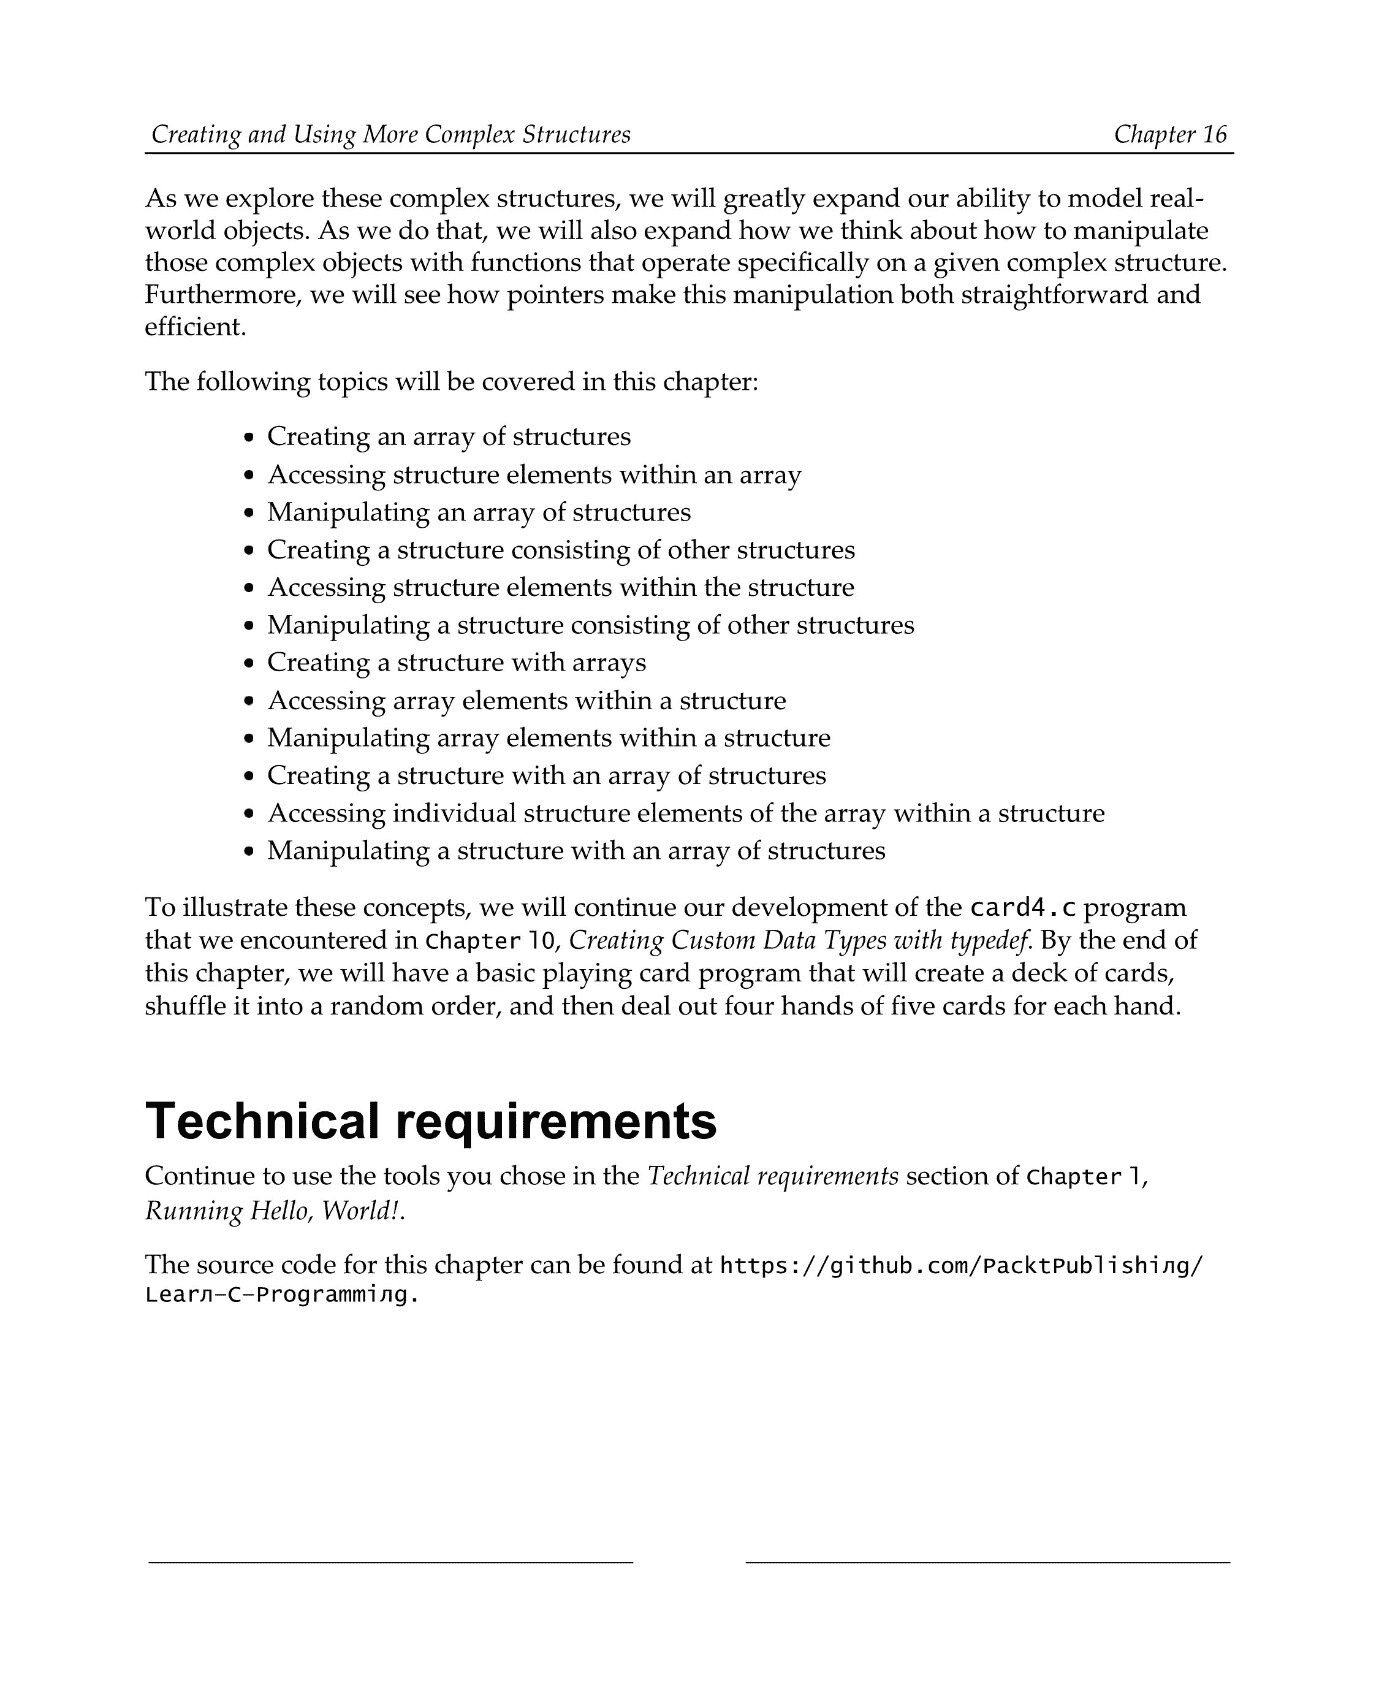 Creating and Using More Complex Structures Chapter 16
As we explore these complex structures, we will greatly expand our ability to model real-
world objects. As we do that, we will also expand how we think about how to manipulate
those complex objects with functions that operate specifically on a given complex structure.
Furthermore, we will see how pointers make this manipulation both straightforward and
efficient.
The following topics will be covered in this chapter:
• Creating an array of structures
• Accessing structure elements within an array
• Manipulating an array of structures
• Creating a structure consisting of other structures
• Accessing structure elements within the structure
• Manipulating a structure consisting of other structures
• Creating a structure with arrays
• Accessing array elements within a structure
• Manipulating array elements within a structure
• Creating a structure with an array of structures
• Accessing individual structure elements of the array within a structure
• Manipulating a structure with an array of structures
To illustrate these concepts, we will continue our development of the card4.c program
that we encountered in Chapter 10, Creating Custom Data Types with typedef. By the end of
this chapter, we will have a basic playing card program that will create a deck of cards,
shuffle it into a random order, and then deal out four hands of five cards for each hand.
Technical requirements
Continue to use the tools you chose in the Technical requirements section of Chapter 1,
Running Hello, World!.
The source code for this chapter can be found at https://github.com/PacktPublishing/
Learn-C-Programming.